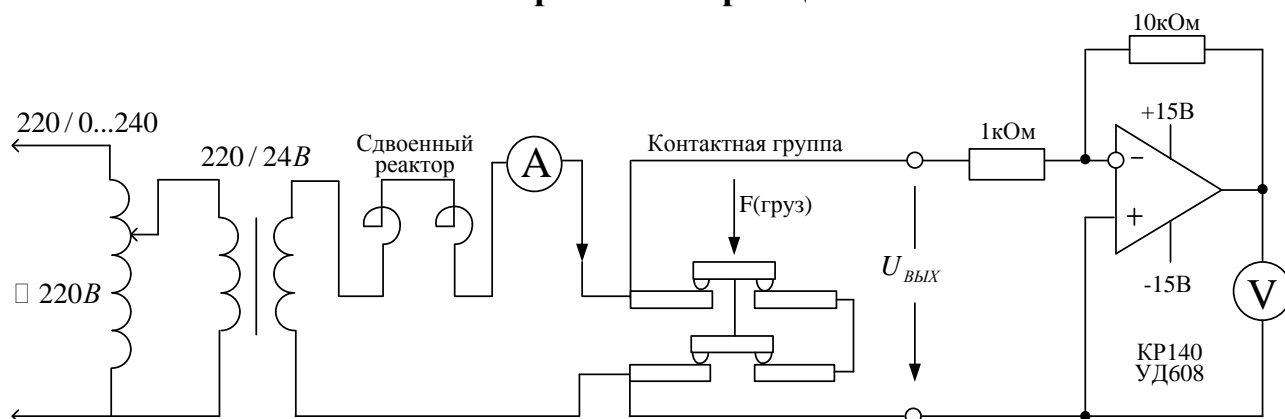 10кОм
220 / 0...240
220 / 24В
Сдвоенный
реактор
A
Контактная группа
F(груз)
1кОм
+15В
−
+
-15В
U ВЫХ
220В
V
КР140
УД608